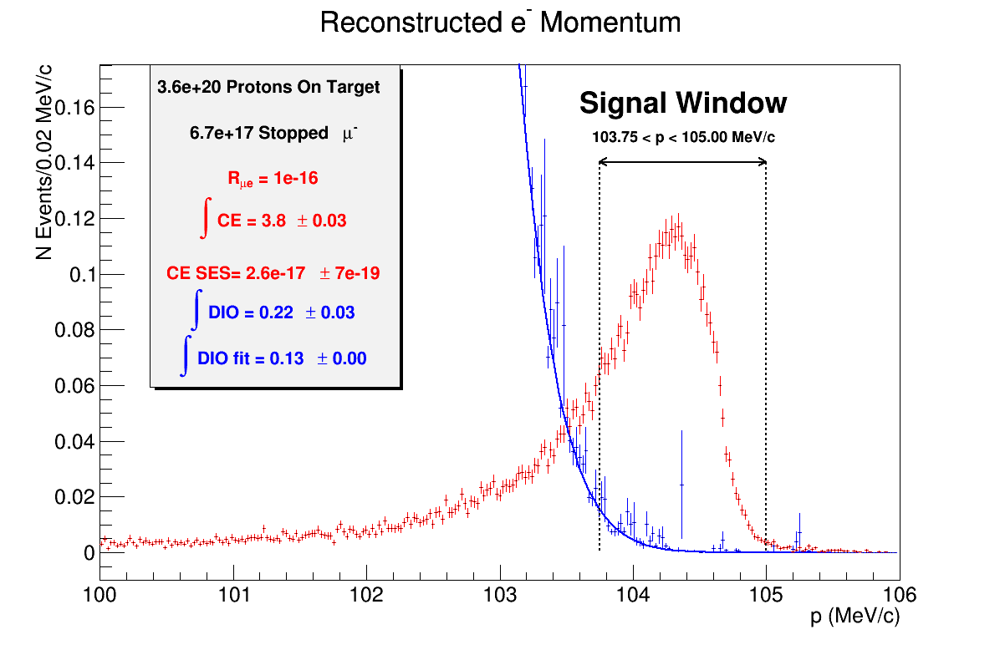 Reconstructed e⁻ Momentum
N Events/0.02 MeV/c
0.16
0.14
0.12
0.1
0.08
0.06
0.04
0.02
0
3.6e+20 Protons On Target
6.7e+17 Stopped μ⁻
Rμe = 1e-16
∫ CE = 3.8 ± 0.03
CE SES= 2.6e-17 ± 7e-19
∫ DIO = 0.22 ± 0.03
∫ DIO fit = 0.13 ± 0.00
Signal Window
103.75 < p < 105.00 MeV/c
100 101 102 103 104 105 106
p (MeV/c)